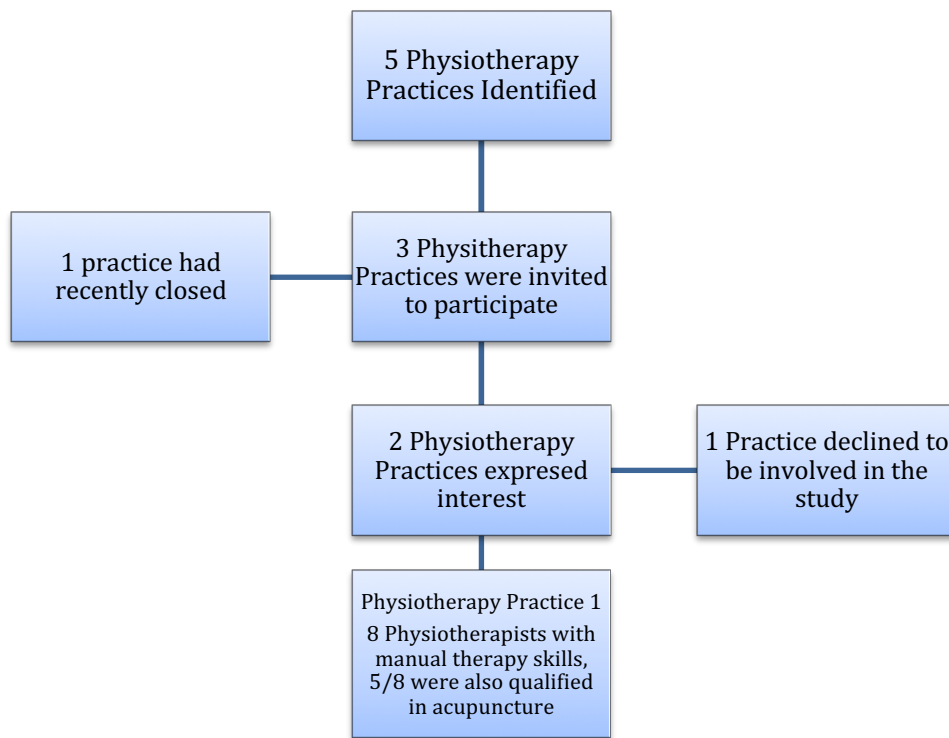 5 Physiotherapy
Practices Identified
1 practice had
recently closed
3 Physitherapy
Practices were invited
to participate
2 Physiotherapy
Practices expresed
interest
1 Practice declined to
be involved in the
study
Physiotherapy Practice 1
8 Physiotherapists with
manual therapy skills,
5/8 were also qualified
in acupuncture